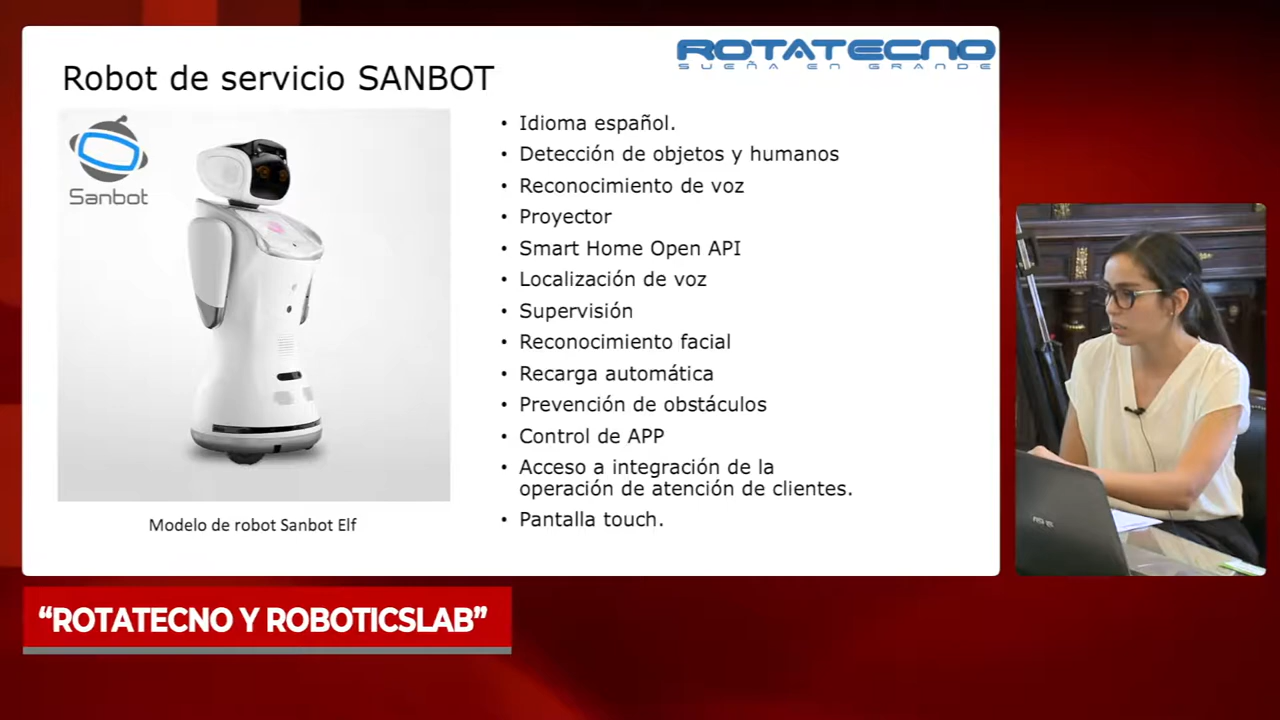 ROTATECNO
SUEÑA EN GRANDE
Robot de servicio SANBOT
Sanbot
• Idioma español.
• Detección de objetos y humanos
• Reconocimiento de voz
• Proyector
• Smart Home Open API
• Localización de voz
• Supervisión
• Reconocimiento facial
• Recarga automática
• Prevención de obstáculos
• Control de APP
• Acceso a integración de la
operación de atención de clientes.
• Pantalla touch.
Modelo de robot Sanbot Elf
ASUS
“ROTATECNO Y ROBOTICSLAB”